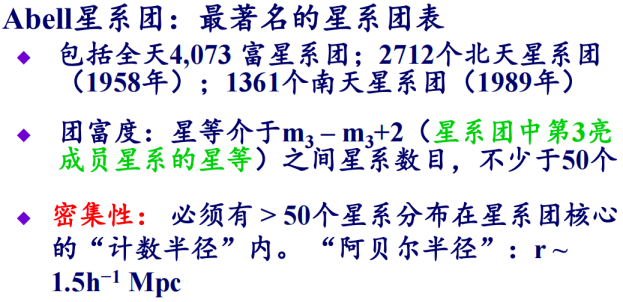 Abell星系团：最著名的星系团表
◆ 包括全天4,073 富星系团；2712个北天星系团
（1958年）；1361个南天星系团（1989年）
◆ 团富度：星等介于m₃ – m₃+2（星系团中第3亮
成员星系的星等）之间星系数目，不少于50个
◆ 密集性： 必须有 > 50个星系分布在星系团核心
的“计数半径”内。“阿贝尔半径”：r ~
1.5h⁻¹ Mpc